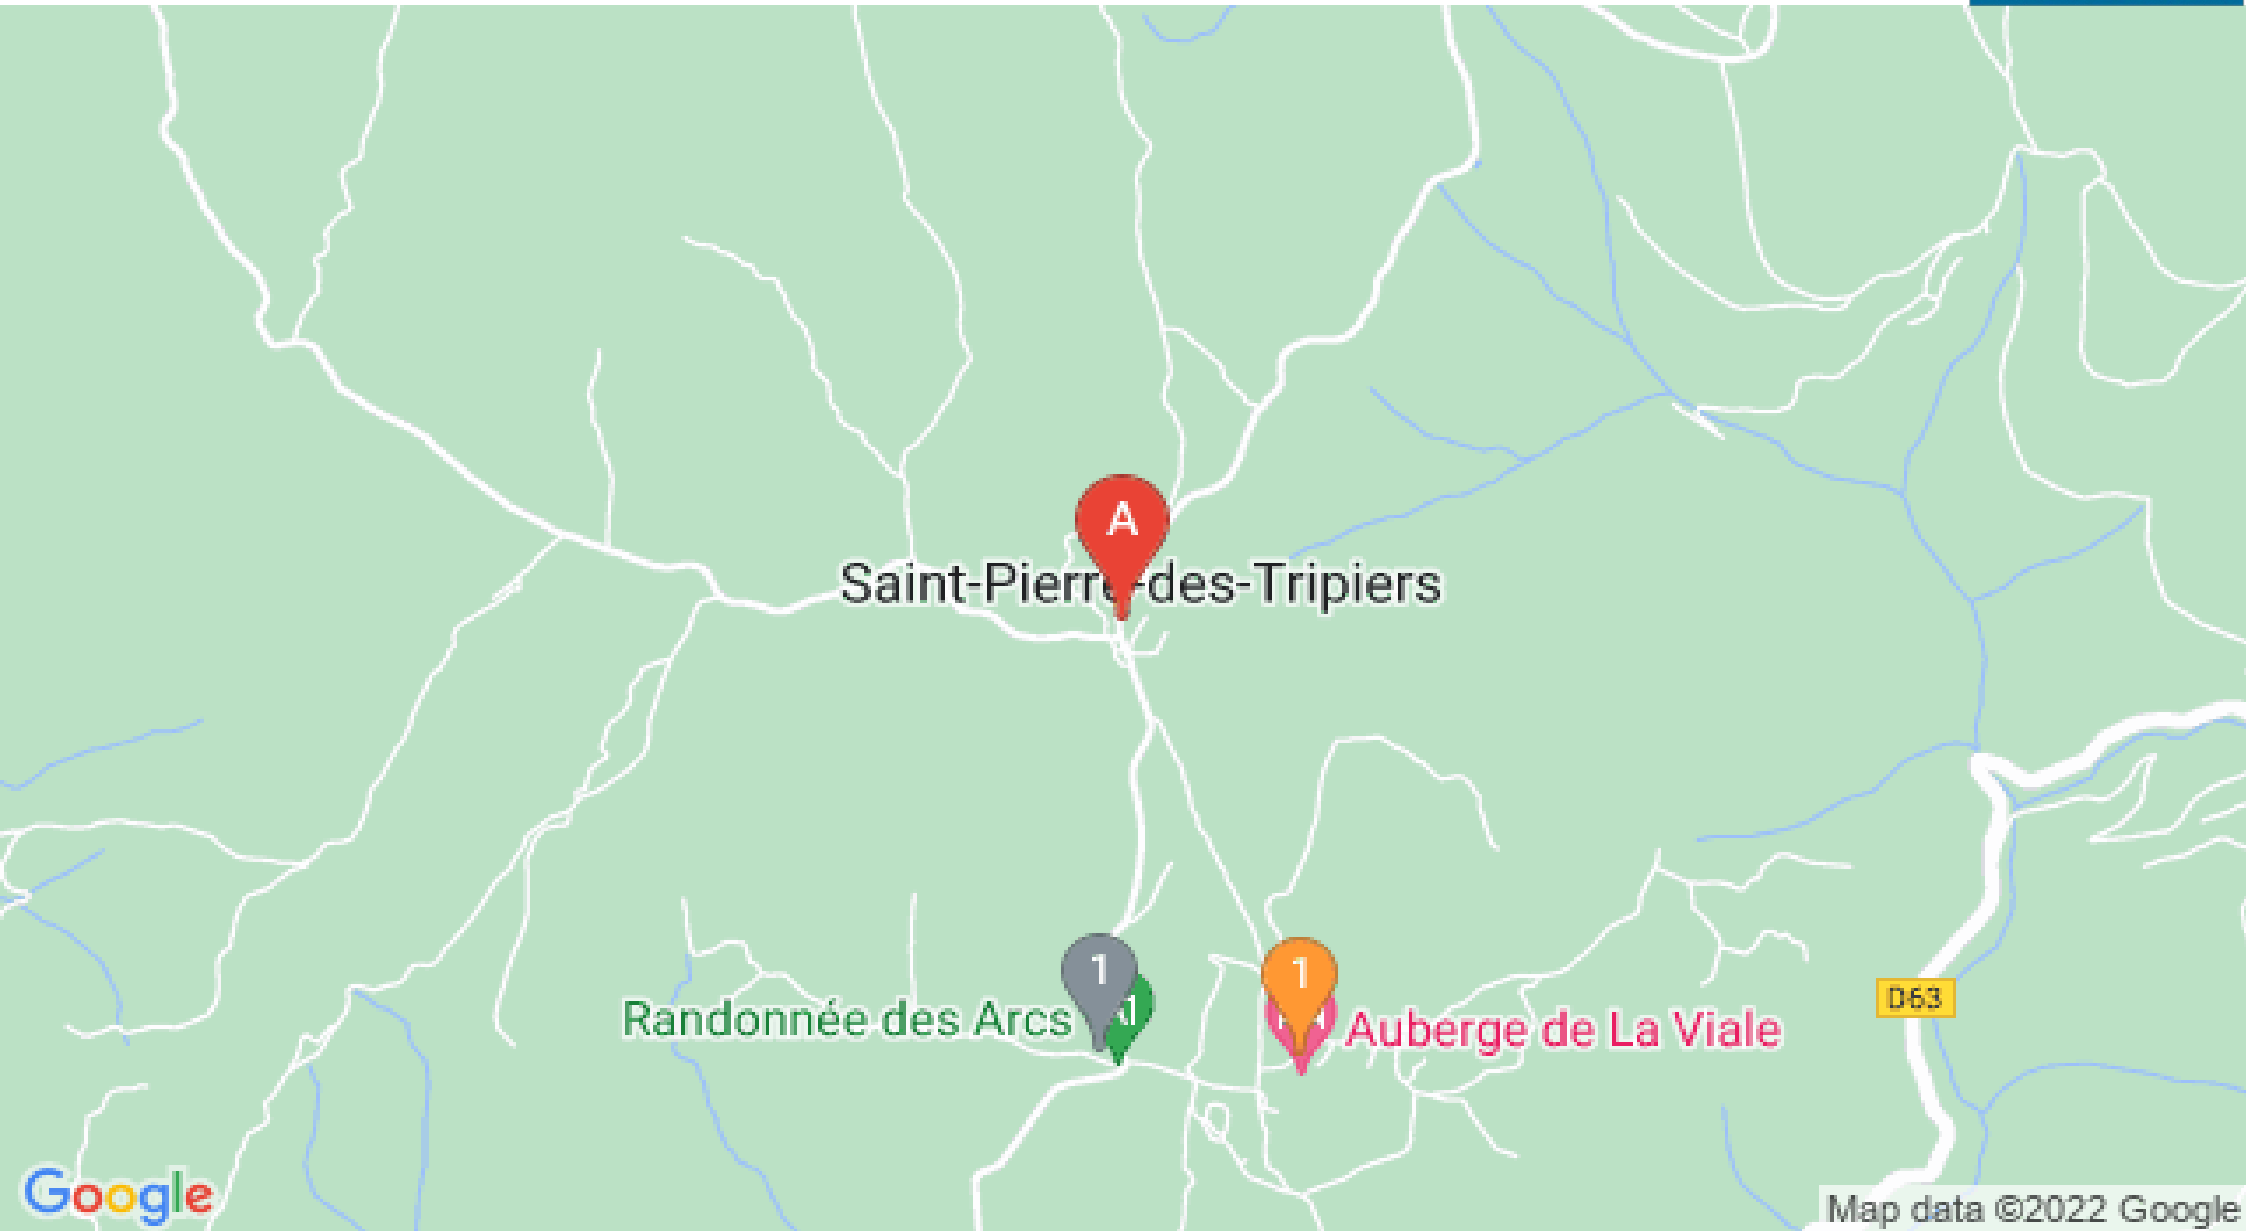 A
Saint-Pierre-des-Tripiers
1
1
1
Randonnée des Arcs
Auberge de La Viale
D63
Google
Map data ©2022 Google